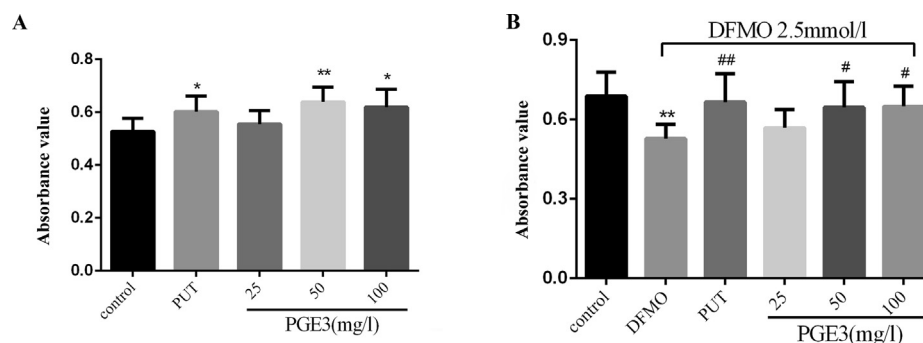 A
Absorbance value
0.8
0.6
0.4
0.2
0.0
*
**
*
control
PUT
25
50
100
PGE3(mg/l)
B
DFMO 2.5mmol/l
Absorbance value
0.9
0.6
0.3
0.0
**
##
#
#
control
DFMO
PUT
25
50
100
PGE3(mg/l)